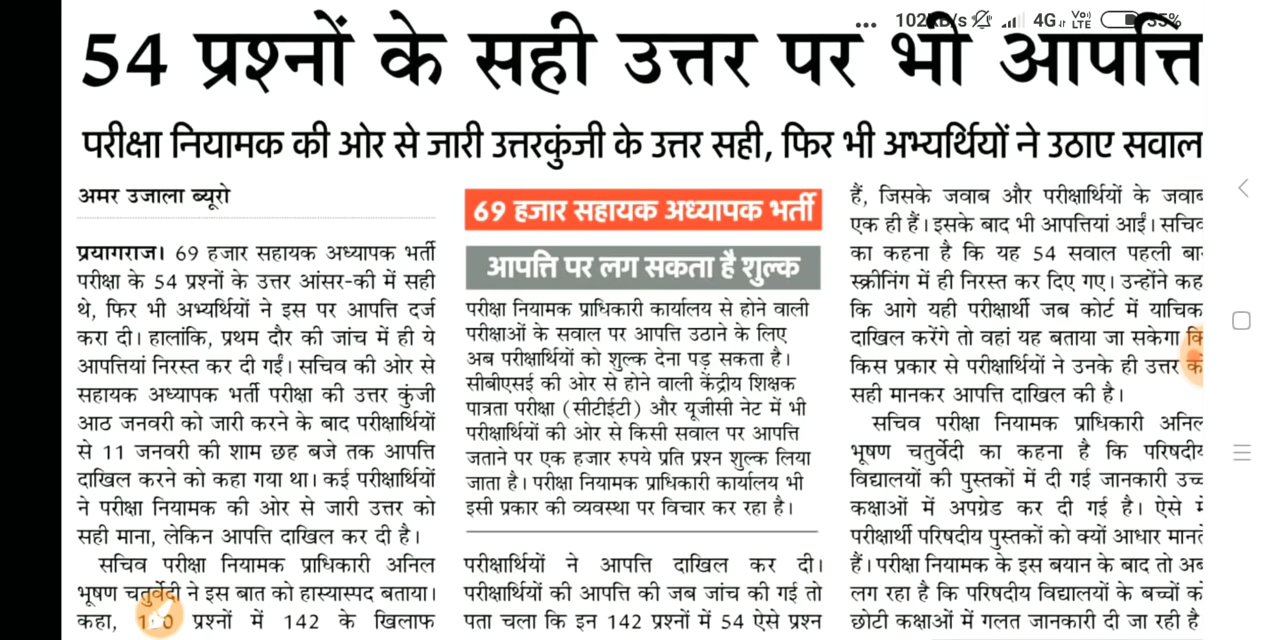 102KB/s 4G Vo) LTE 35%
54 प्रश्नों के सही उत्तर पर भी आपत्ति
परीक्षा नियामक की ओर से जारी उत्तरकुंजी के उत्तर सही, फिर भी अभ्यर्थियों ने उठाए सवाल
अमर उजाला ब्यूरो
प्रयागराज। 69 हजार सहायक अध्यापक भर्ती
परीक्षा के 54 प्रश्नों के उत्तर आंसर-की में सही
थे, फिर भी अभ्यर्थियों ने इस पर आपत्ति दर्ज
करा दी। हालांकि, प्रथम दौर की जांच में ही ये
आपत्तियां निरस्त कर दी गईं। सचिव की ओर से
सहायक अध्यापक भर्ती परीक्षा की उत्तर कुंजी
आठ जनवरी को जारी करने के बाद परीक्षार्थियों
से 11 जनवरी की शाम छह बजे तक आपत्ति
दाखिल करने को कहा गया था। कई परीक्षार्थियों
ने परीक्षा नियामक की ओर से जारी उत्तर को
सही माना, लेकिन आपत्ति दाखिल कर दी है।
सचिव परीक्षा नियामक प्राधिकारी अनिल
भूषण चतुर्वेदी ने इस बात को हास्यास्पद बताया।
कहा, प्रश्नों में 142 के खिलाफ
69 हजार सहायक अध्यापक भर्ती
आपत्ति पर लग सकता है शुल्क
परीक्षा नियामक प्राधिकारी कार्यालय से होने वाली
परीक्षाओं के सवाल पर आपत्ति उठाने के लिए
अब परीक्षार्थियों को शुल्क देना पड़ सकता है।
सीबीएसई की ओर से होने वाली केंद्रीय शिक्षक
पात्रता परीक्षा (सीटीईटी) और यूजीसी नेट में भी
परीक्षार्थियों की ओर से किसी सवाल पर आपत्ति
जताने पर एक हजार रुपये प्रति प्रश्न शुल्क लिया
जाता है। परीक्षा नियामक प्राधिकारी कार्यालय भी
इसी प्रकार की व्यवस्था पर विचार कर रहा है।
परीक्षार्थियों ने आपत्ति दाखिल कर दी।
परीक्षार्थियों की आपत्ति की जब जांच की गई तो
पता चला कि इन 142 प्रश्नों में 54 ऐसे प्रश्न
हैं, जिसके जवाब और परीक्षार्थियों के जवाब
एक ही हैं। इसके बाद भी आपत्तियां आईं। सचिव
का कहना है कि यह 54 सवाल पहली बा
स्क्रीनिंग में ही निरस्त कर दिए गए। उन्होंने कह
कि आगे यही परीक्षार्थी जब कोर्ट में याचिक
दाखिल करेंगे तो वहां यह बताया जा सकेगा कि
किस प्रकार से परीक्षार्थियों ने उनके ही उत्तर को
सही मानकर आपत्ति दाखिल की है।
सचिव परीक्षा नियामक प्राधिकारी अनिल
भूषण चतुर्वेदी का कहना है कि परिषदीय
विद्यालयों की पुस्तकों में दी गई जानकारी उच्च
कक्षाओं में अपग्रेड कर दी गई है। ऐसे में
परीक्षार्थी परिषदीय पुस्तकों को क्यों आधार मानते
हैं। परीक्षा नियामक के इस बयान के बाद तो अब
लग रहा है कि परिषदीय विद्यालयों के बच्चों को
छोटी कक्षाओं में गलत जानकारी दी जा रही है